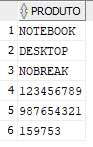 PRODUTO
1 NOTEBOOK
2 DESKTOP
3 NOBREAK
4 123456789
5 987654321
6 159753